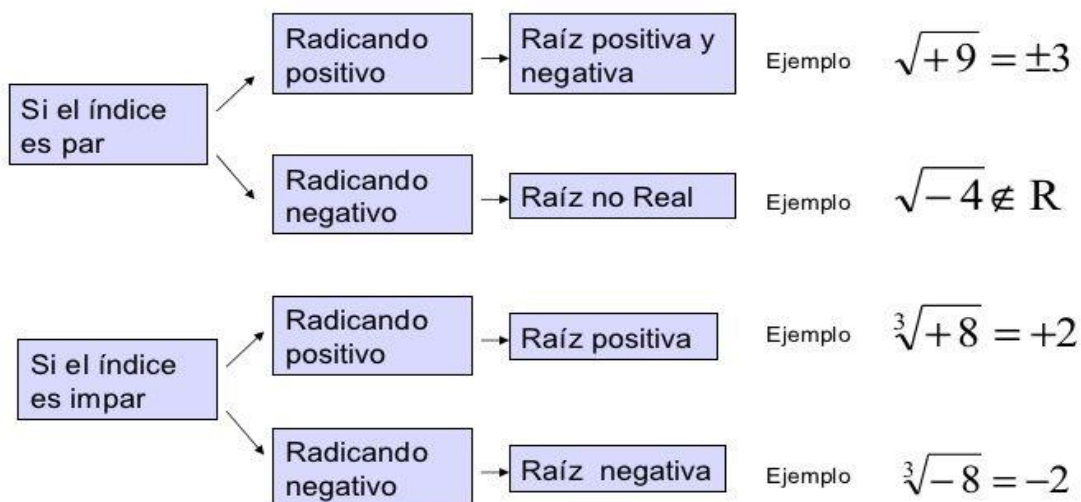 Si el índice
es par
Radicando
positivo
Raíz positiva y
negativa
Ejemplo √+9 = ±3
Radicando
negativo
Raíz no Real
Ejemplo √−4 ∉ R
Si el índice
es impar
Radicando
positivo
Raíz positiva
Ejemplo ∛+8 = +2
Radicando
negativo
Raíz negativa
Ejemplo ∛−8 = −2